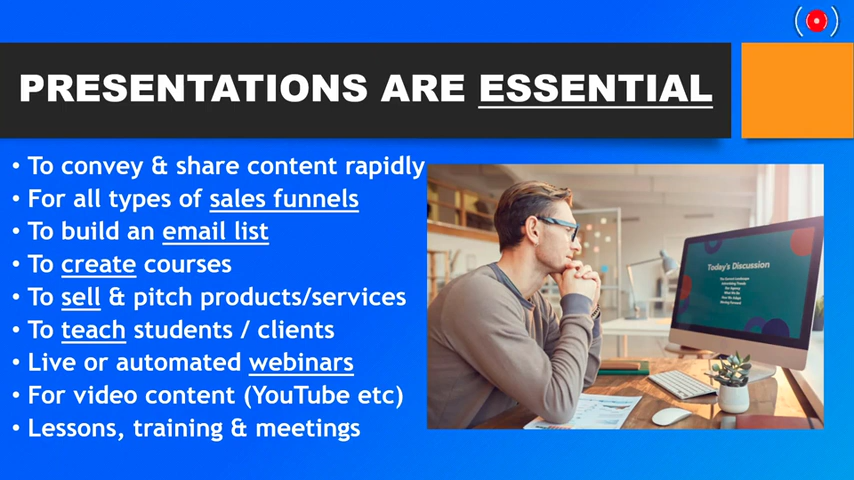 PRESENTATIONS ARE ESSENTIAL
• To convey & share content rapidly
• For all types of sales funnels
• To build an email list
• To create courses
• To sell & pitch products/services
• To teach students / clients
• Live or automated webinars
• For video content (YouTube etc)
• Lessons, training & meetings
Today's Discussion